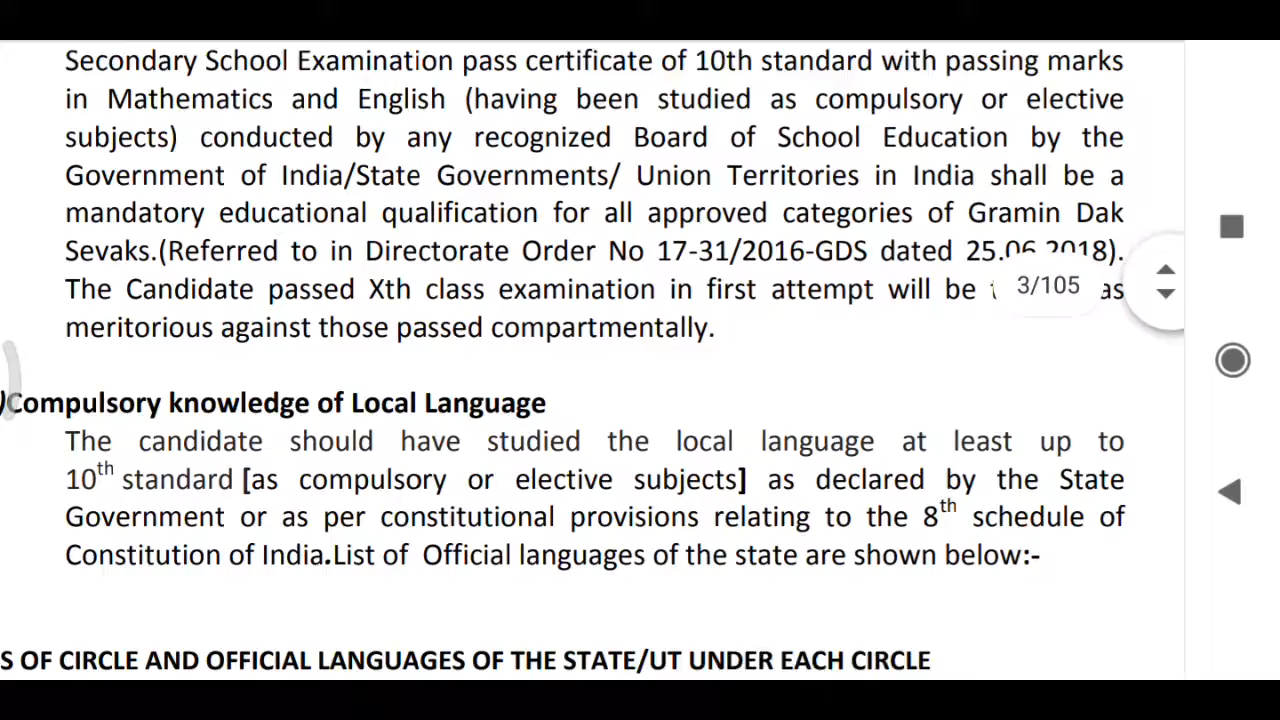 Secondary School Examination pass certificate of 10th standard with passing marks
in Mathematics and English (having been studied as compulsory or elective
subjects) conducted by any recognized Board of School Education by the
Government of India/State Governments/ Union Territories in India shall be a
mandatory educational qualification for all approved categories of Gramin Dak
Sevaks.(Referred to in Directorate Order No 17-31/2016-GDS dated 25.06.2018).
The Candidate passed Xth class examination in first attempt will be as
3/105
meritorious against those passed compartmentally.
)Compulsory knowledge of Local Language
The candidate should have studied the local language at least up to
10th standard [as compulsory or elective subjects] as declared by the State
Government or as per constitutional provisions relating to the 8th schedule of
Constitution of India.List of Official languages of the state are shown below:-
S OF CIRCLE AND OFFICIAL LANGUAGES OF THE STATE/UT UNDER EACH CIRCLE